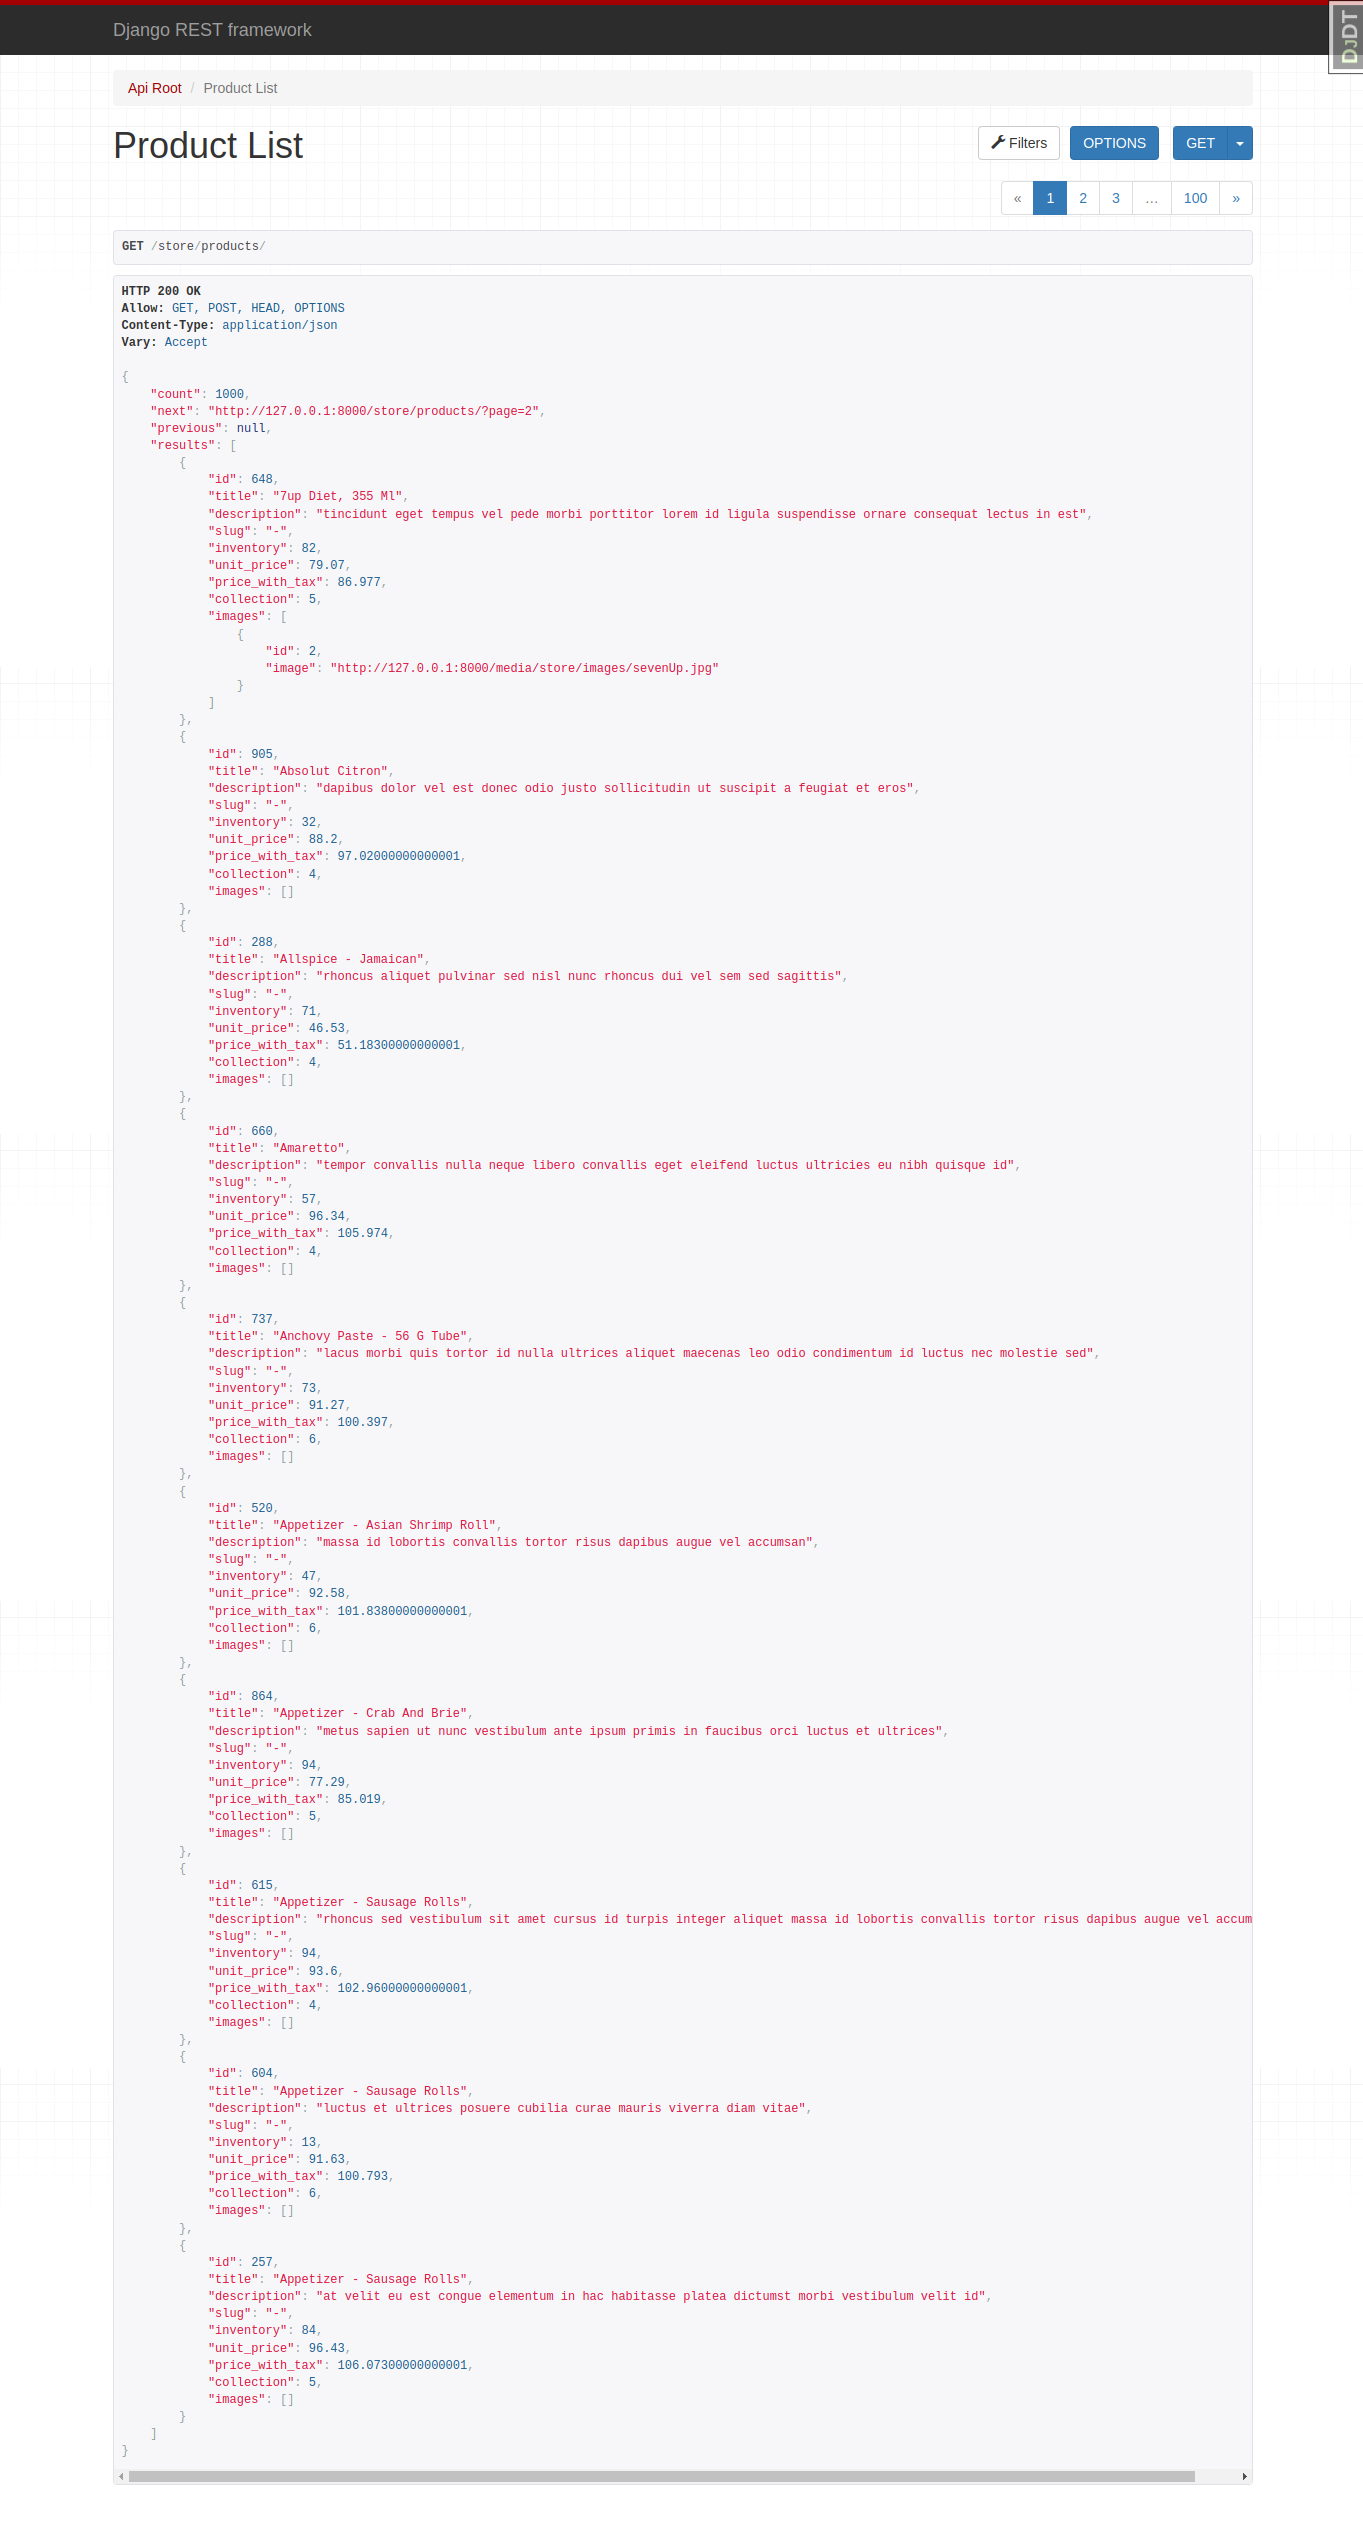 Django REST framework
DJDT
Api Root / Product List
Product List
Filters OPTIONS GET
« 1 2 3 … 100 »
GET /store/products/
HTTP 200 OK
Allow: GET, POST, HEAD, OPTIONS
Content-Type: application/json
Vary: Accept
{
    "count": 1000,
    "next": "http://127.0.0.1:8000/store/products/?page=2",
    "previous": null,
    "results": [
        {
            "id": 648,
            "title": "7up Diet, 355 Ml",
            "description": "tincidunt eget tempus vel pede morbi porttitor lorem id ligula suspendisse ornare consequat lectus in est",
            "slug": "-",
            "inventory": 82,
            "unit_price": 79.07,
            "price_with_tax": 86.977,
            "collection": 5,
            "images": [
                {
                    "id": 2,
                    "image": "http://127.0.0.1:8000/media/store/images/sevenUp.jpg"
                }
            ]
        },
        {
            "id": 905,
            "title": "Absolut Citron",
            "description": "dapibus dolor vel est donec odio justo sollicitudin ut suscipit a feugiat et eros",
            "slug": "-",
            "inventory": 32,
            "unit_price": 88.2,
            "price_with_tax": 97.02000000000001,
            "collection": 4,
            "images": []
        },
        {
            "id": 288,
            "title": "Allspice - Jamaican",
            "description": "rhoncus aliquet pulvinar sed nisl nunc rhoncus dui vel sem sed sagittis",
            "slug": "-",
            "inventory": 71,
            "unit_price": 46.53,
            "price_with_tax": 51.18300000000001,
            "collection": 4,
            "images": []
        },
        {
            "id": 660,
            "title": "Amaretto",
            "description": "tempor convallis nulla neque libero convallis eget eleifend luctus ultricies eu nibh quisque id",
            "slug": "-",
            "inventory": 57,
            "unit_price": 96.34,
            "price_with_tax": 105.974,
            "collection": 4,
            "images": []
        },
        {
            "id": 737,
            "title": "Anchovy Paste - 56 G Tube",
            "description": "lacus morbi quis tortor id nulla ultrices aliquet maecenas leo odio condimentum id luctus nec molestie sed",
            "slug": "-",
            "inventory": 73,
            "unit_price": 91.27,
            "price_with_tax": 100.397,
            "collection": 6,
            "images": []
        },
        {
            "id": 520,
            "title": "Appetizer - Asian Shrimp Roll",
            "description": "massa id lobortis convallis tortor risus dapibus augue vel accumsan",
            "slug": "-",
            "inventory": 47,
            "unit_price": 92.58,
            "price_with_tax": 101.83800000000001,
            "collection": 6,
            "images": []
        },
        {
            "id": 864,
            "title": "Appetizer - Crab And Brie",
            "description": "metus sapien ut nunc vestibulum ante ipsum primis in faucibus orci luctus et ultrices",
            "slug": "-",
            "inventory": 94,
            "unit_price": 77.29,
            "price_with_tax": 85.019,
            "collection": 5,
            "images": []
        },
        {
            "id": 615,
            "title": "Appetizer - Sausage Rolls",
            "description": "rhoncus sed vestibulum sit amet cursus id turpis integer aliquet massa id lobortis convallis tortor risus dapibus augue vel accum
            "slug": "-",
            "inventory": 94,
            "unit_price": 93.6,
            "price_with_tax": 102.96000000000001,
            "collection": 4,
            "images": []
        },
        {
            "id": 604,
            "title": "Appetizer - Sausage Rolls",
            "description": "luctus et ultrices posuere cubilia curae mauris viverra diam vitae",
            "slug": "-",
            "inventory": 13,
            "unit_price": 91.63,
            "price_with_tax": 100.793,
            "collection": 6,
            "images": []
        },
        {
            "id": 257,
            "title": "Appetizer - Sausage Rolls",
            "description": "at velit eu est congue elementum in hac habitasse platea dictumst morbi vestibulum velit id",
            "slug": "-",
            "inventory": 84,
            "unit_price": 96.43,
            "price_with_tax": 106.07300000000001,
            "collection": 5,
            "images": []
        }
    ]
}